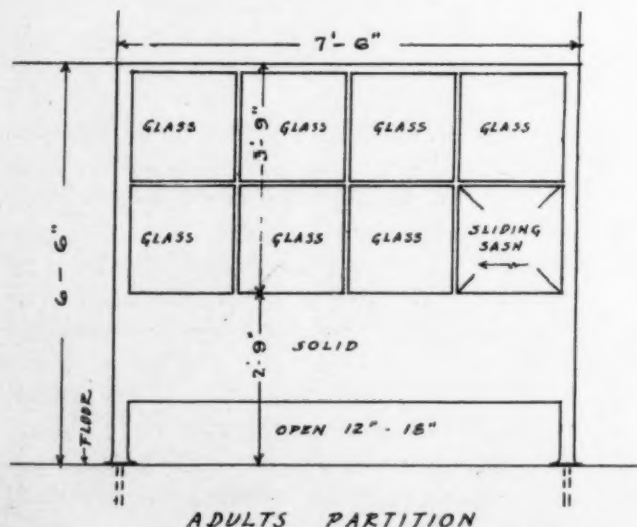 7'-6"
GLASS GLASS GLASS GLASS
3'-9"
GLASS GLASS GLASS SLIDING
SASH
6-6"
2'-9"
SOLID
FLOOR
OPEN 12" - 18"
ADULTS PARTITION